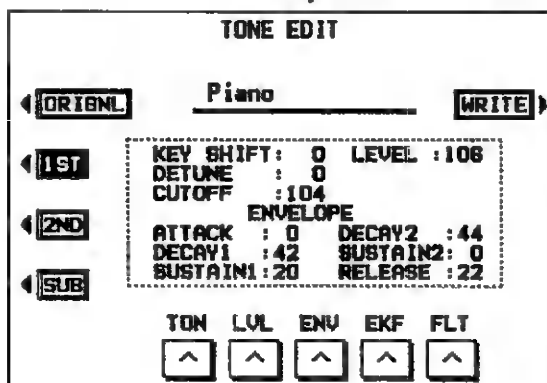 TONE EDIT
ORIGNL Piano WRITE
1ST
KEY SHIFT: 0 LEVEL :106
DETUNE : 0
CUTOFF :104
ENVELOPE
2ND
ATTACK : 0 DECAY2 :44
DECAY1 :42 SUSTAIN2: 0
SUSTAIN1:20 RELEASE :22
SUB
TON LVL ENV EKF FLT